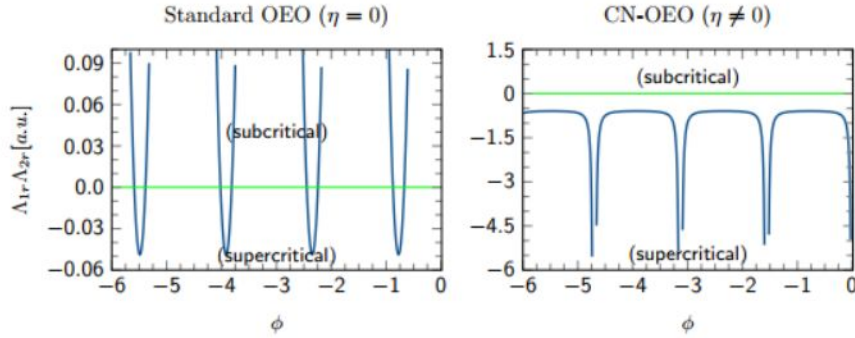 Standard OEO (η = 0)
CN-OEO (η ≠ 0)
Λ1rΛ2r[a.u.]
0.09
0.06
0.03
0.0
−0.03
−0.06
(subcritical)
(supercritical)
−6 −5 −4 −3 −2 −1 0
ϕ
1.5
0
−1.5
−3
−4.5
−6
(subcritical)
(supercritical)
−6 −5 −4 −3 −2 −1 0
ϕ